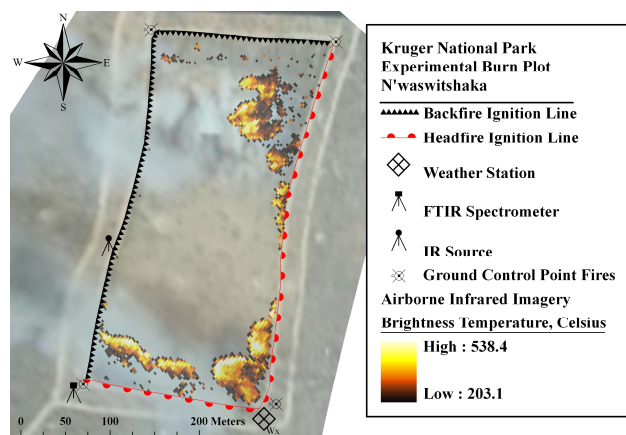 N
W
E
S
0 50 100 200 Meters
Wx
Kruger National Park
Experimental Burn Plot
N'waswitshaka
Backfire Ignition Line
Headfire Ignition Line
Weather Station
FTIR Spectrometer
IR Source
Ground Control Point Fires
Airborne Infrared Imagery
Brightness Temperature, Celsius
High : 538.4
Low : 203.1